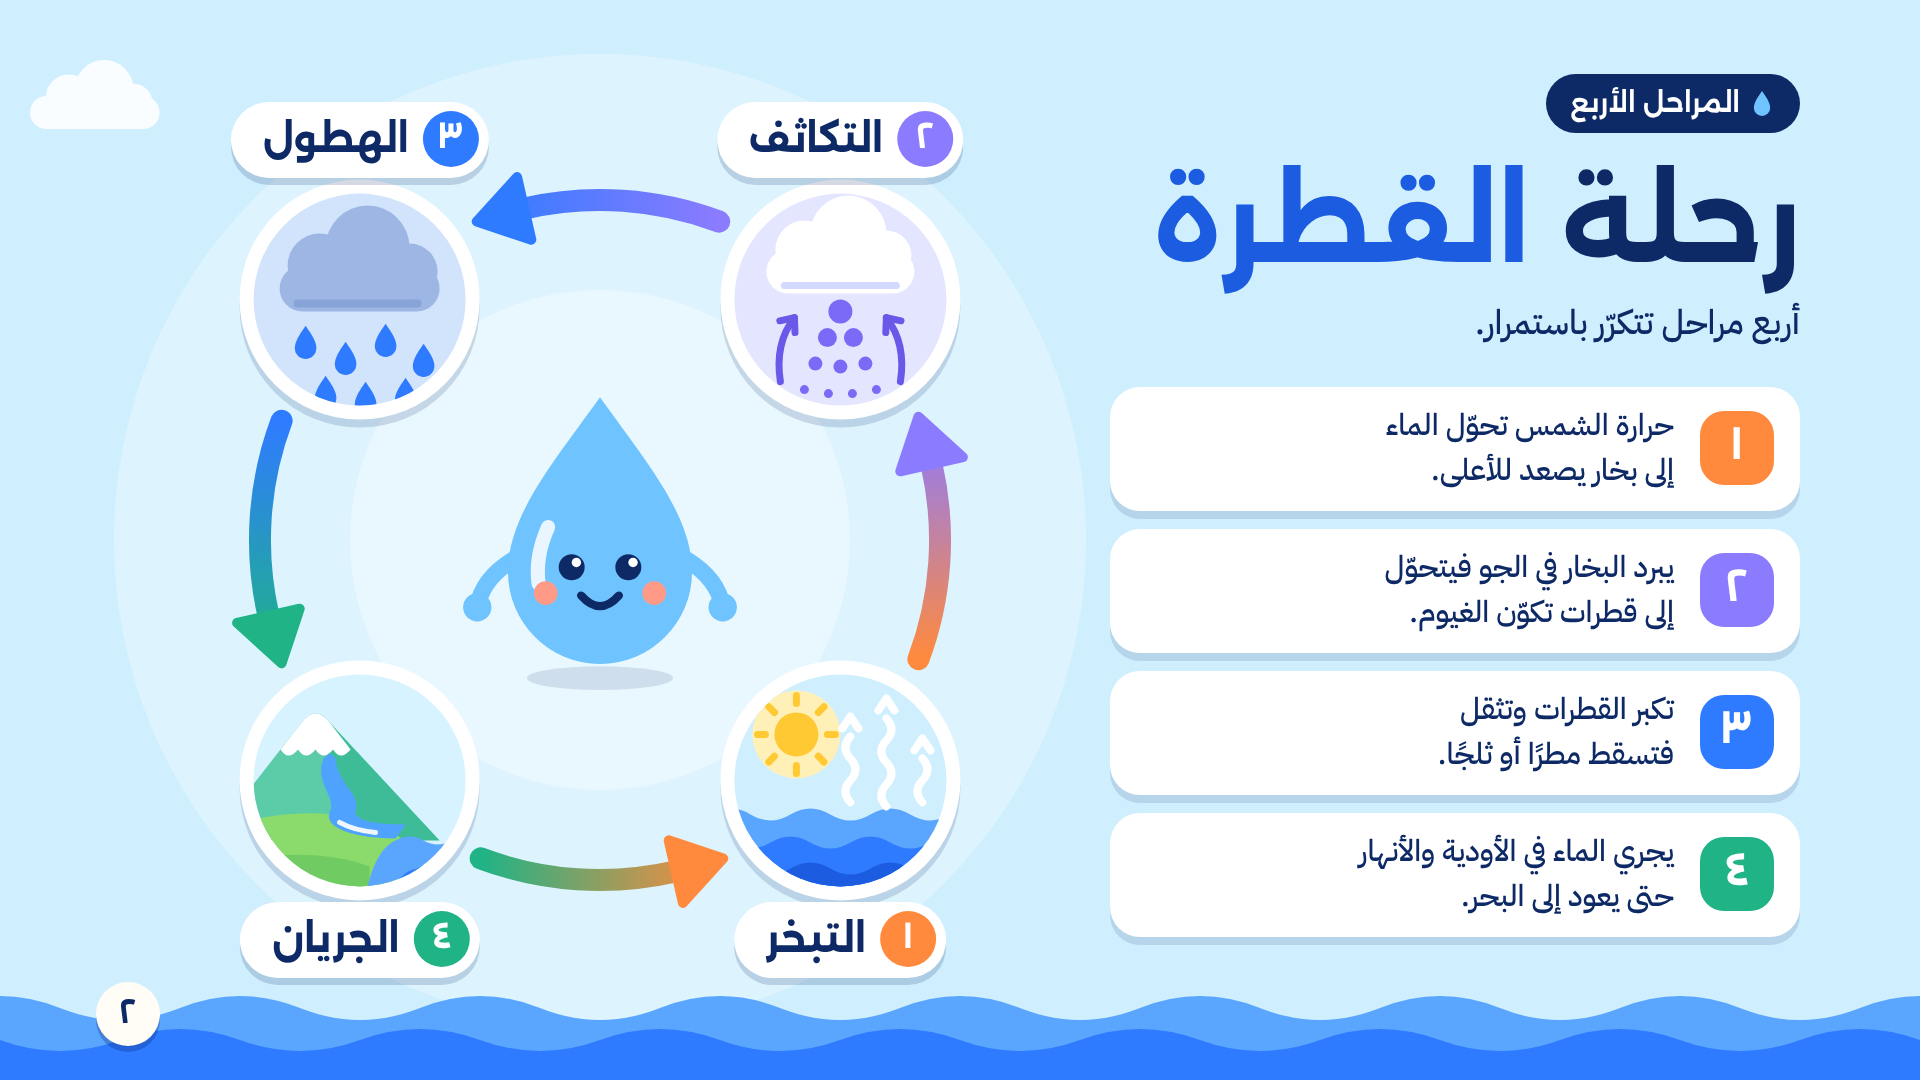 المراحل الأربع
رحلة القطرة
أربع مراحل تتكرّر باستمرار.
١
حرارة الشمس تحوّل الماء
إلى بخار يصعد للأعلى.
٢
يبرد البخار في الجو فيتحوّل
إلى قطرات تكوّن الغيوم.
٣
تكبر القطرات وتثقل
فتسقط مطرًا أو ثلجًا.
٤
يجري الماء في الأودية والأنهار
حتى يعود إلى البحر.
٢ التكاثف
٣ الهطول
١ التبخر
٤ الجريان
٢